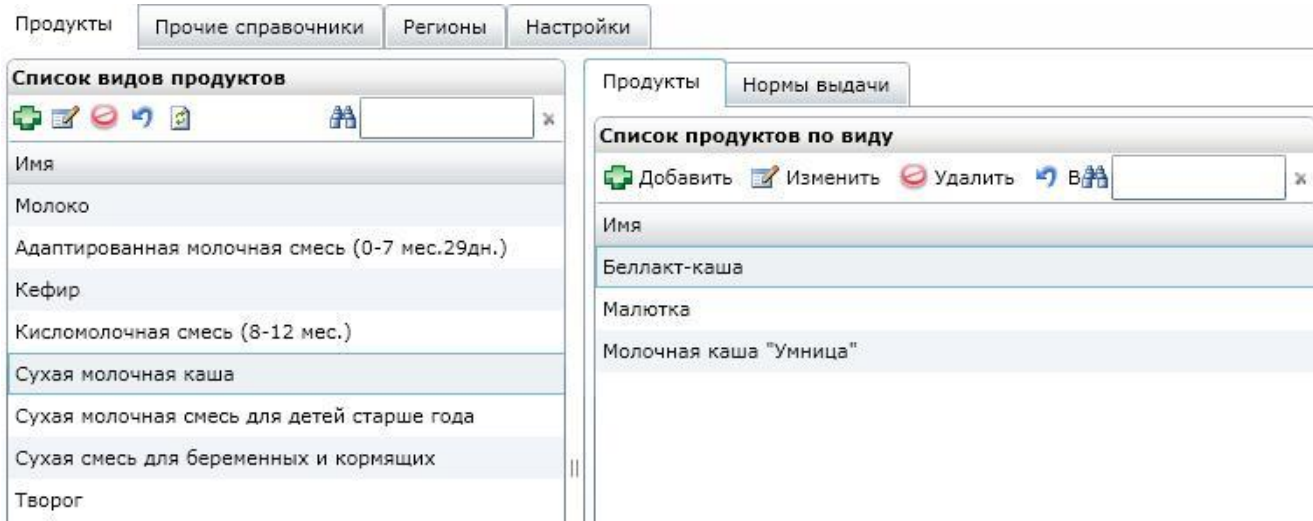 Продукты
Прочие справочники
Регионы
Настройки
Список видов продуктов
Имя
Молоко
Адаптированная молочная смесь (0-7 мес.29дн.)
Кефир
Кисломолочная смесь (8-12 мес.)
Сухая молочная каша
Сухая молочная смесь для детей старше года
Сухая смесь для беременных и кормящих
Творог
Продукты
Нормы выдачи
Список продуктов по виду
Добавить Изменить Удалить В
Имя
Беллакт-каша
Малютка
Молочная каша "Умница"